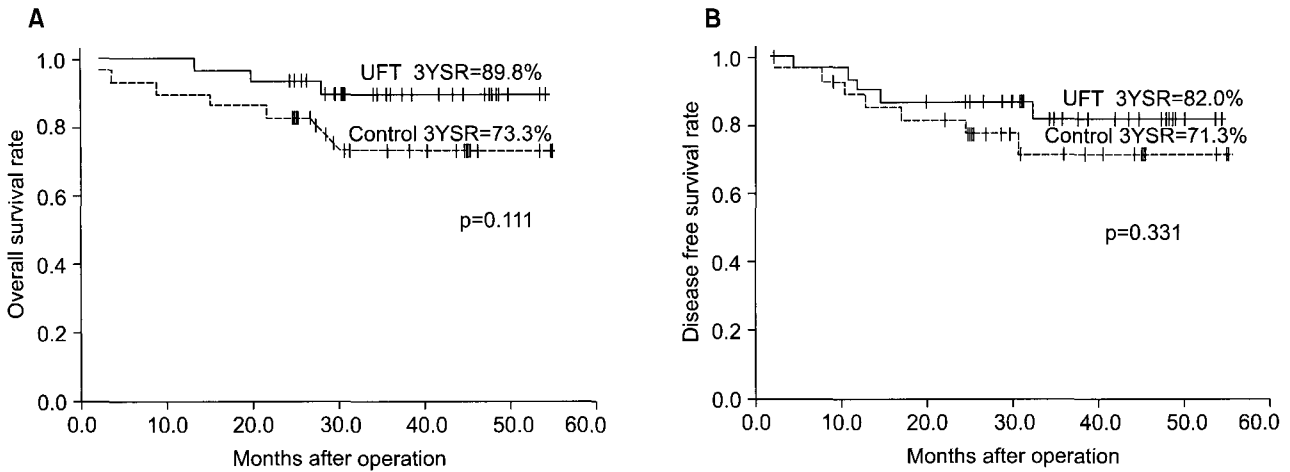 A
Overall survival rate
1.0
0.8
0.6
0.4
0.2
0.0
UFT 3YSR=89.8%
Control 3YSR=73.3%
p=0.111
0.0 10.0 20.0 30.0 40.0 50.0 60.0
Months after operation
B
Disease free survival rate
1.0
0.8
0.6
0.4
0.2
0.0
UFT 3YSR=82.0%
Control 3YSR=71.3%
p=0.331
0.0 10.0 20.0 30.0 40.0 50.0 60.0
Months after operation